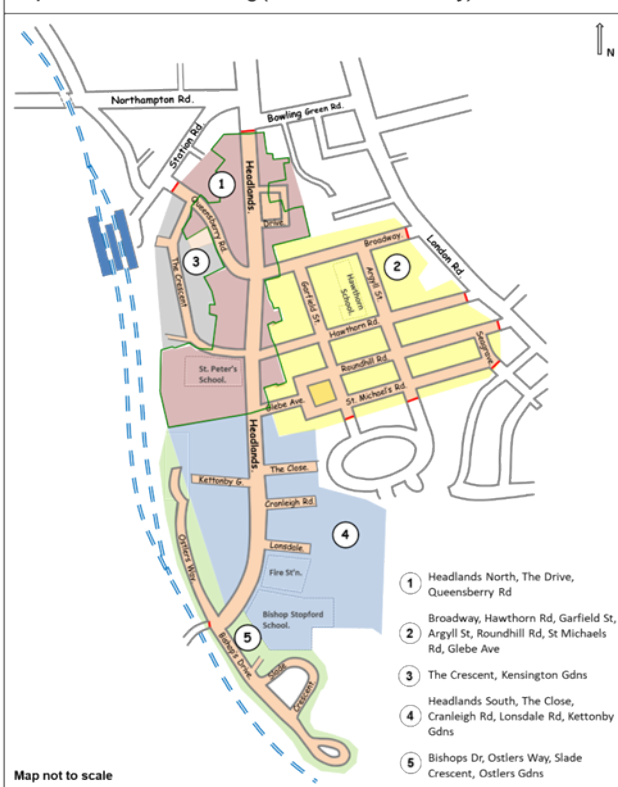 N
Northampton Rd.
Bowling Green Rd.
Station Rd
Headlands.
1
Queensberry Rd
Drive.
Broadway.
London Rd
2
3
The Crescent
Garfield St.
Hawthorn School.
Argyll St.
Hawthorn Rd.
Seagrave.
Roundhill Rd.
St. Peter's
School.
St. Michael's Rd.
Glebe Ave.
Headlands.
The Close.
Kettonby G.
Cranleigh Rd
4
Ostlers Way.
Lonsdale.
Fire St'n.
Bishop Stopford
School.
5
Bishop's Drive.
Slade
Crescent
1 Headlands North, The Drive,
Queensberry Rd
2 Broadway, Hawthorn Rd, Garfield St,
Argyll St, Roundhill Rd, St Michaels
Rd, Glebe Ave
3 The Crescent, Kensington Gdns
4 Headlands South, The Close,
Cranleigh Rd, Lonsdale Rd, Kettonby
Gdns
5 Bishops Dr, Ostlers Way, Slade
Crescent, Ostlers Gdns
Map not to scale